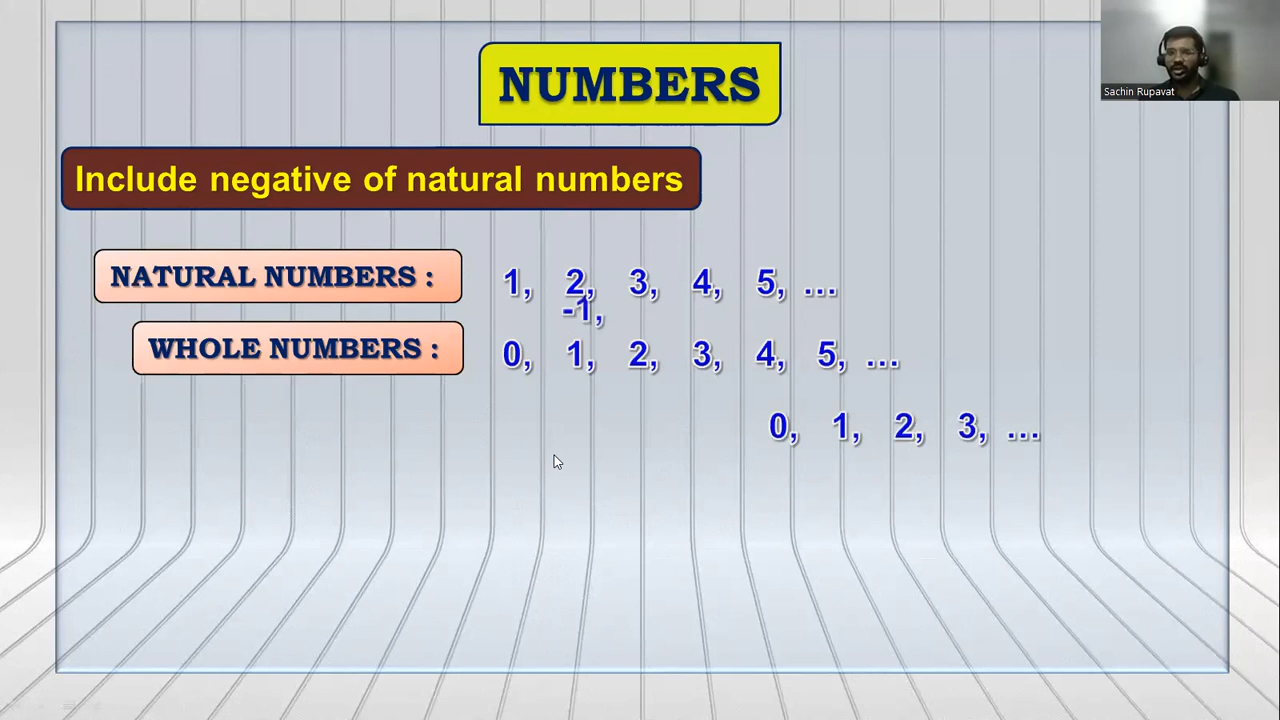 NUMBERS
Sachin Rupavat
Include negative of natural numbers
NATURAL NUMBERS : 1, 2, 3, 4, 5, ...
-1,
WHOLE NUMBERS : 0, 1, 2, 3, 4, 5, ...
0, 1, 2, 3, ...